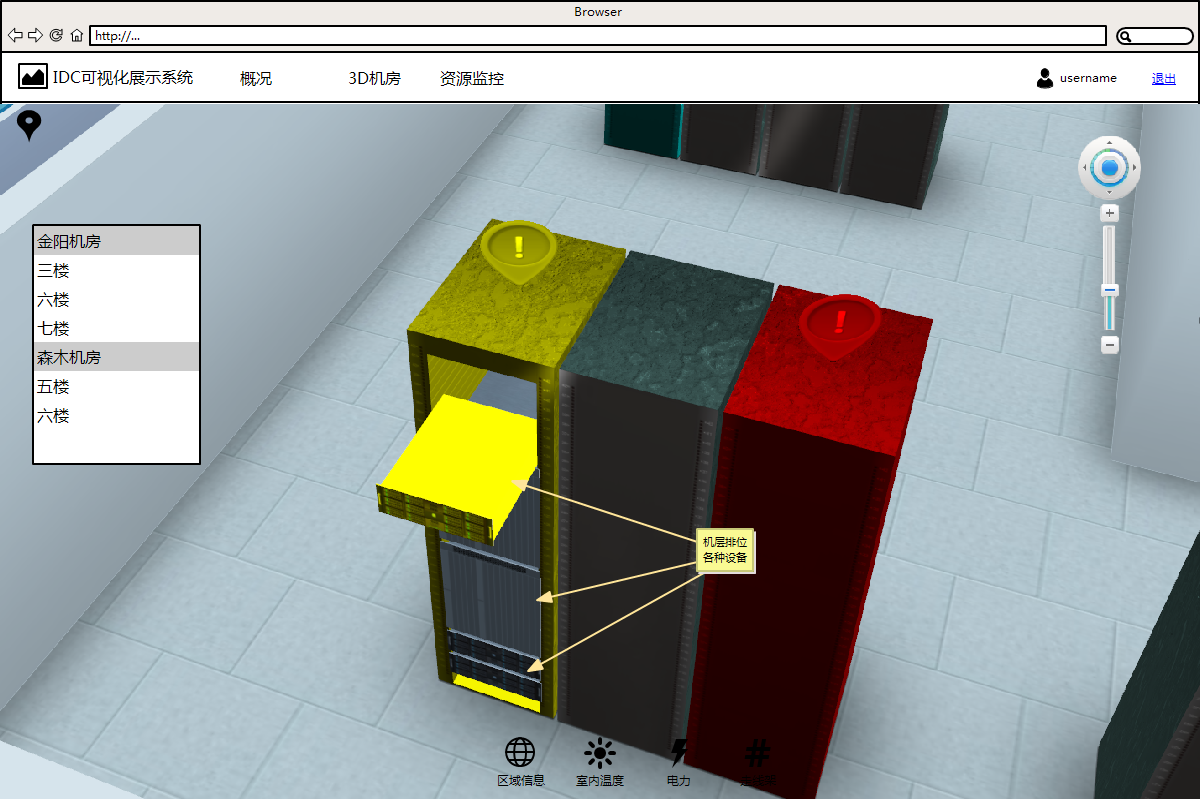 Browser
http://...
IDC可视化展示系统
概况
3D机房
资源监控
username
退出
金阳机房
三楼
六楼
七楼
森木机房
五楼
六楼
机层排位
各种设备
区域信息
室内温度
电力